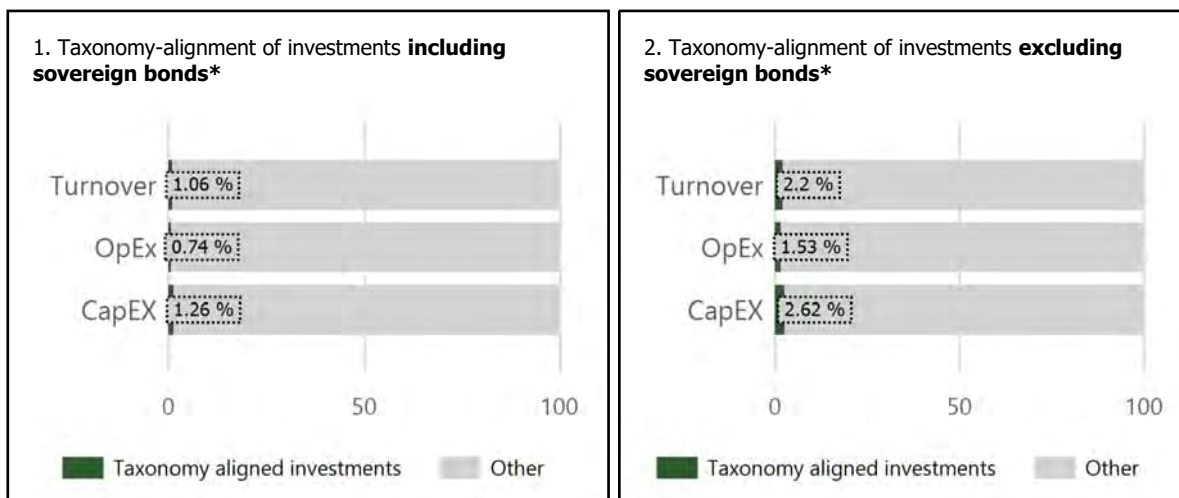 1. Taxonomy-alignment of investments including
sovereign bonds*
Turnover 1.06 %
OpEx 0.74 %
CapEX 1.26 %
0 50 100
Taxonomy aligned investments Other
2. Taxonomy-alignment of investments excluding
sovereign bonds*
Turnover 2.2 %
OpEx 1.53 %
CapEX 2.62 %
0 50 100
Taxonomy aligned investments Other